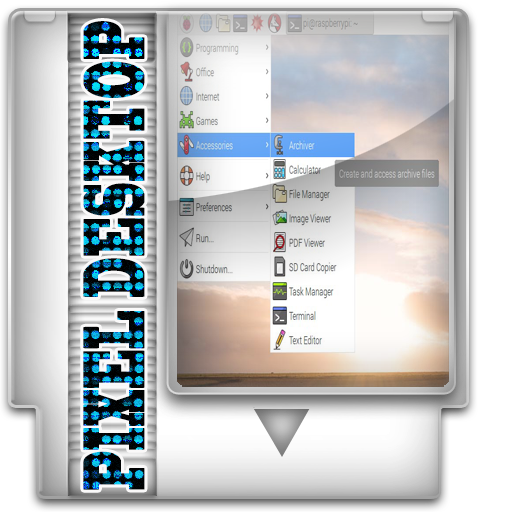 PIXEL DESKTOP
pi@raspberrypi: ~
Programming
Office
Internet
Games
Accessories
Help
Preferences
Run...
Shutdown...
Archiver
Calculator
File Manager
Image Viewer
PDF Viewer
SD Card Copier
Task Manager
Terminal
Text Editor
Create and access archive files